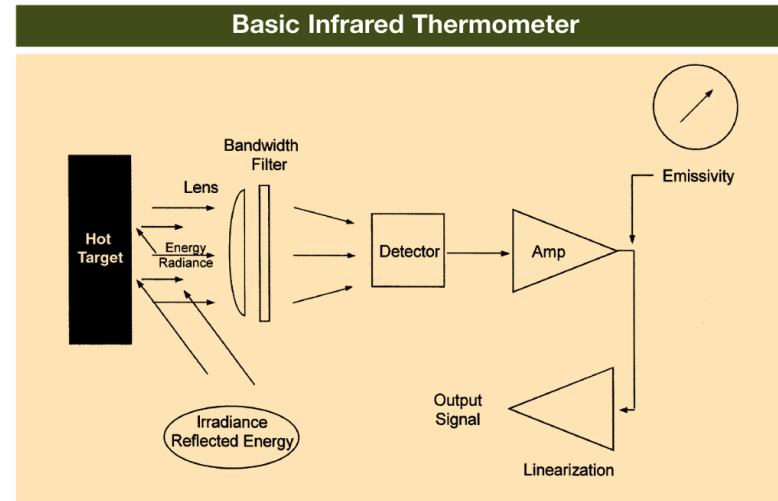 Basic Infrared Thermometer
Bandwidth
Filter
Lens
Emissivity
Hot
Target
Energy
Radiance
Detector
Amp
Output
Signal
Irradiance
Reflected Energy
Linearization